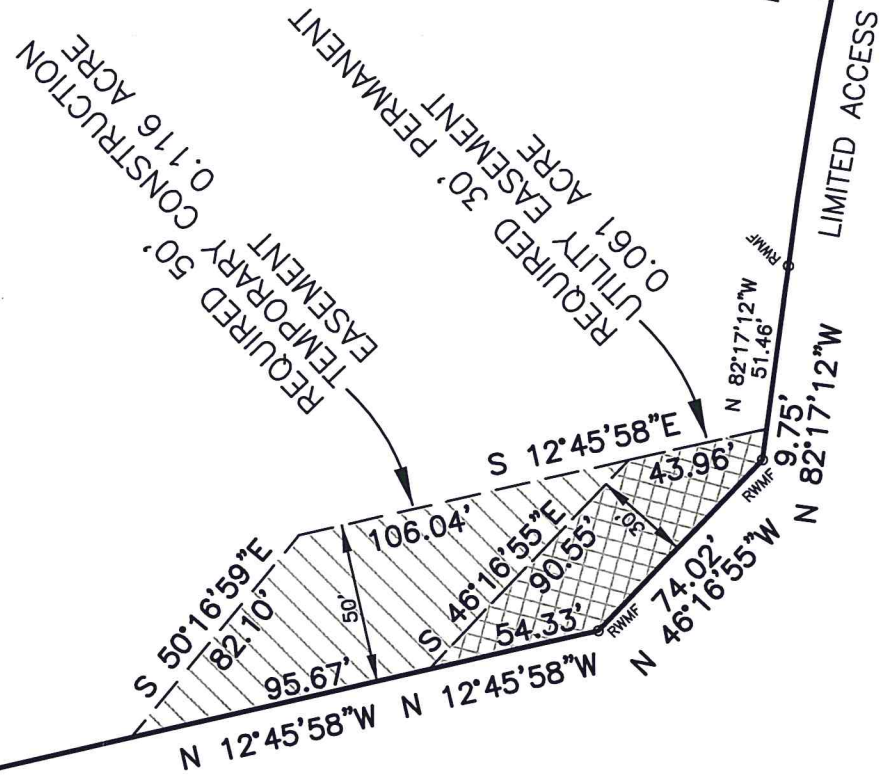 REQUIRED 50'
TEMPORARY CONSTRUCTION
EASEMENT 0.116 ACRE
REQUIRED 30' PERMANENT
UTILITY EASEMENT
0.061 ACRE
LIMITED ACCESS
RWMF
N 82°17'12"W
51.46'
S 12°45'58"E
43.96'
9.75'
N 82°17'12"W
RWMF
106.04'
S 50°16'59"E
82.10'
50'
S 46°16'55"E
90.55'
30'
74.02'
N 46°16'55"W
RWMF
54.33'
N 12°45'58"W
95.67'
N 12°45'58"W